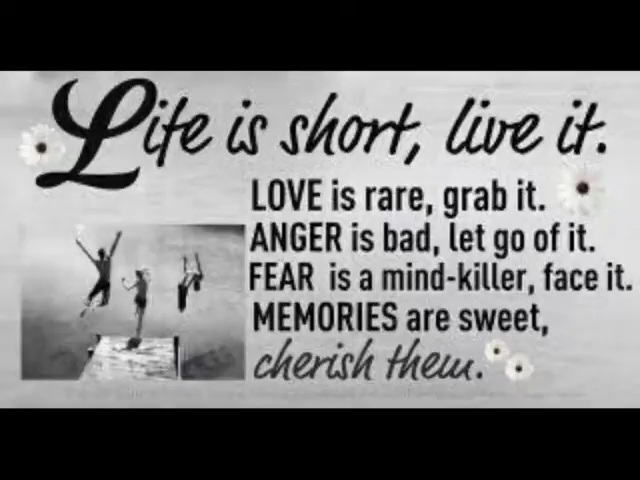 Life is short, live it.
LOVE is rare, grab it.
ANGER is bad, let go of it.
FEAR is a mind-killer, face it.
MEMORIES are sweet,
cherish them.